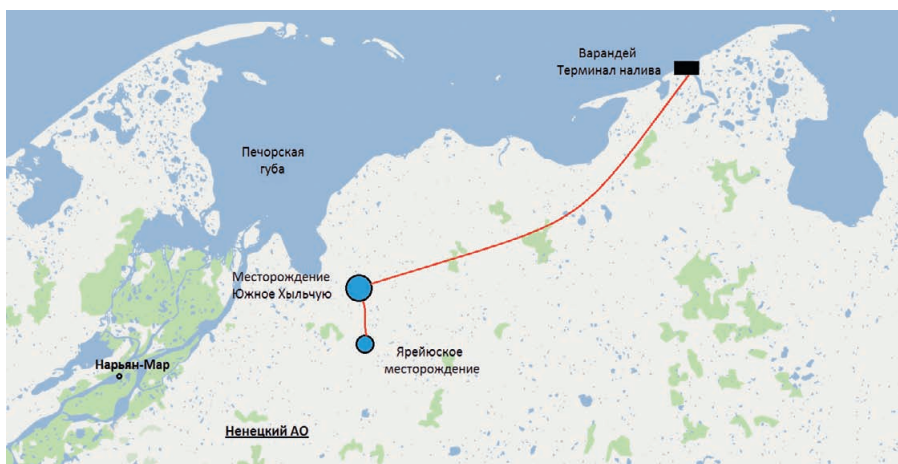 Варандей
Терминал налива
Печорская
губа
Месторождение
Южное Хыльчую
Ярейюское
месторождение
Нарьян-Мар
Ненецкий АО